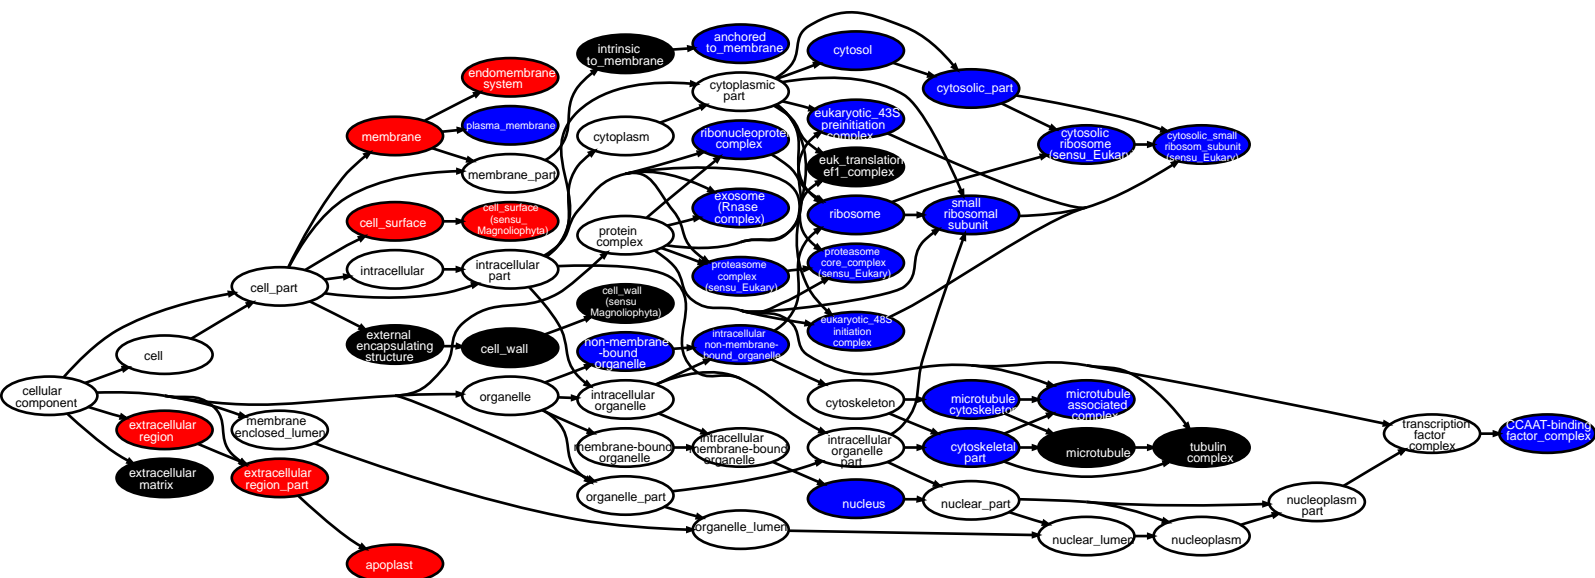 cellular
component
cell
extracellular
region
extracellular
matrix
cell_part
membrane
enclosed_lumen
extracellular
region_part
membrane
cell_surface
intracellular
external
encapsulating
structure
apoplast
endomembrane
system
plasma_membrane
membrane_part
cell_surface
(sensu_
Magnoliophyta)
intracellular
part
cell_wall
organelle
intrinsic
to_membrane
cytoplasm
protein
complex
cell_wall
(sensu
Magnoliophyta)
non-membrane
-bound
organelle
intracellular
organelle
membrane-bound
organelle
organelle_part
anchored
to_membrane
cytoplasmic
part
ribonucleoprotein
complex
exosome
(Rnase
complex)
proteasome
complex
(sensu_Eukary)
intracellular
non-membrane-
bound_organelle
intracellular
membrane-bound
organelle
organelle_lumen
cytosol
eukaryotic_43S
preinitiation
complex
euk_translation
ef1_complex
ribosome
proteasome
core_complex
(sensu_Eukary)
eukaryotic_48S
initiation
complex
cytoskeleton
intracellular
organelle
part
nucleus
cytosolic_part
small
ribosomal
subunit
microtubule
cytoskeleton
cytoskeletal
part
nuclear_part
cytosolic
ribosome
(sensu_Eukary)
microtubule
associated
complex
microtubule
nuclear_lumen
cytosolic_small
ribosom_subunit
(sensu_Eukary)
tubulin
complex
nucleoplasm
nucleoplasm
part
transcription
factor
complex
CCAAT-binding
factor_complex